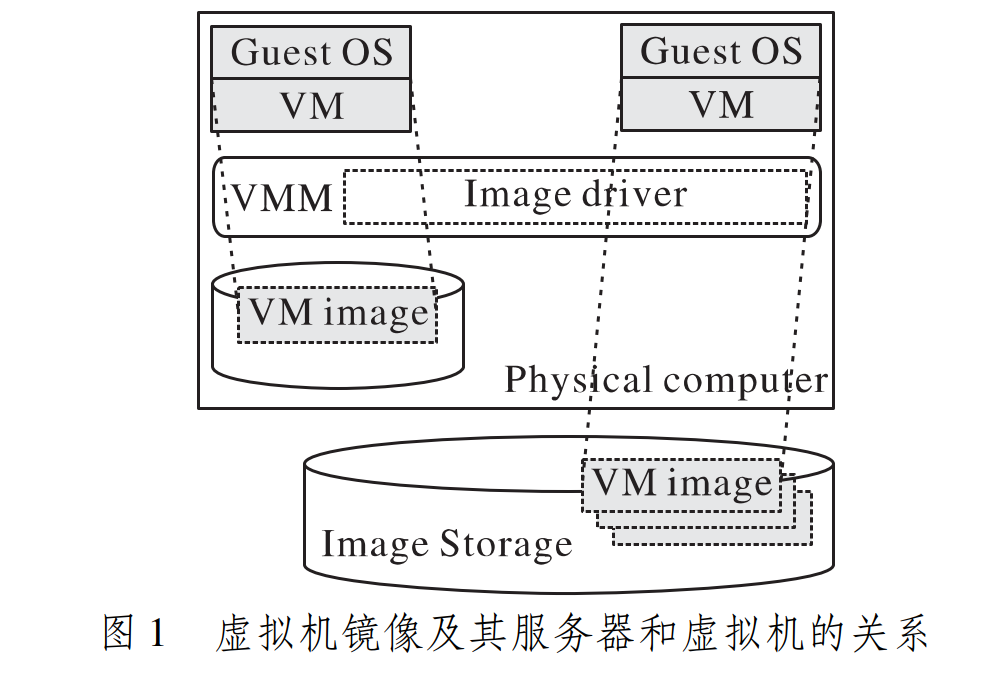 Guest OS
VM
Guest OS
VM
VMM
Image driver
VM image
Physical computer
VM image
Image Storage
图 1 虚拟机镜像及其服务器和虚拟机的关系